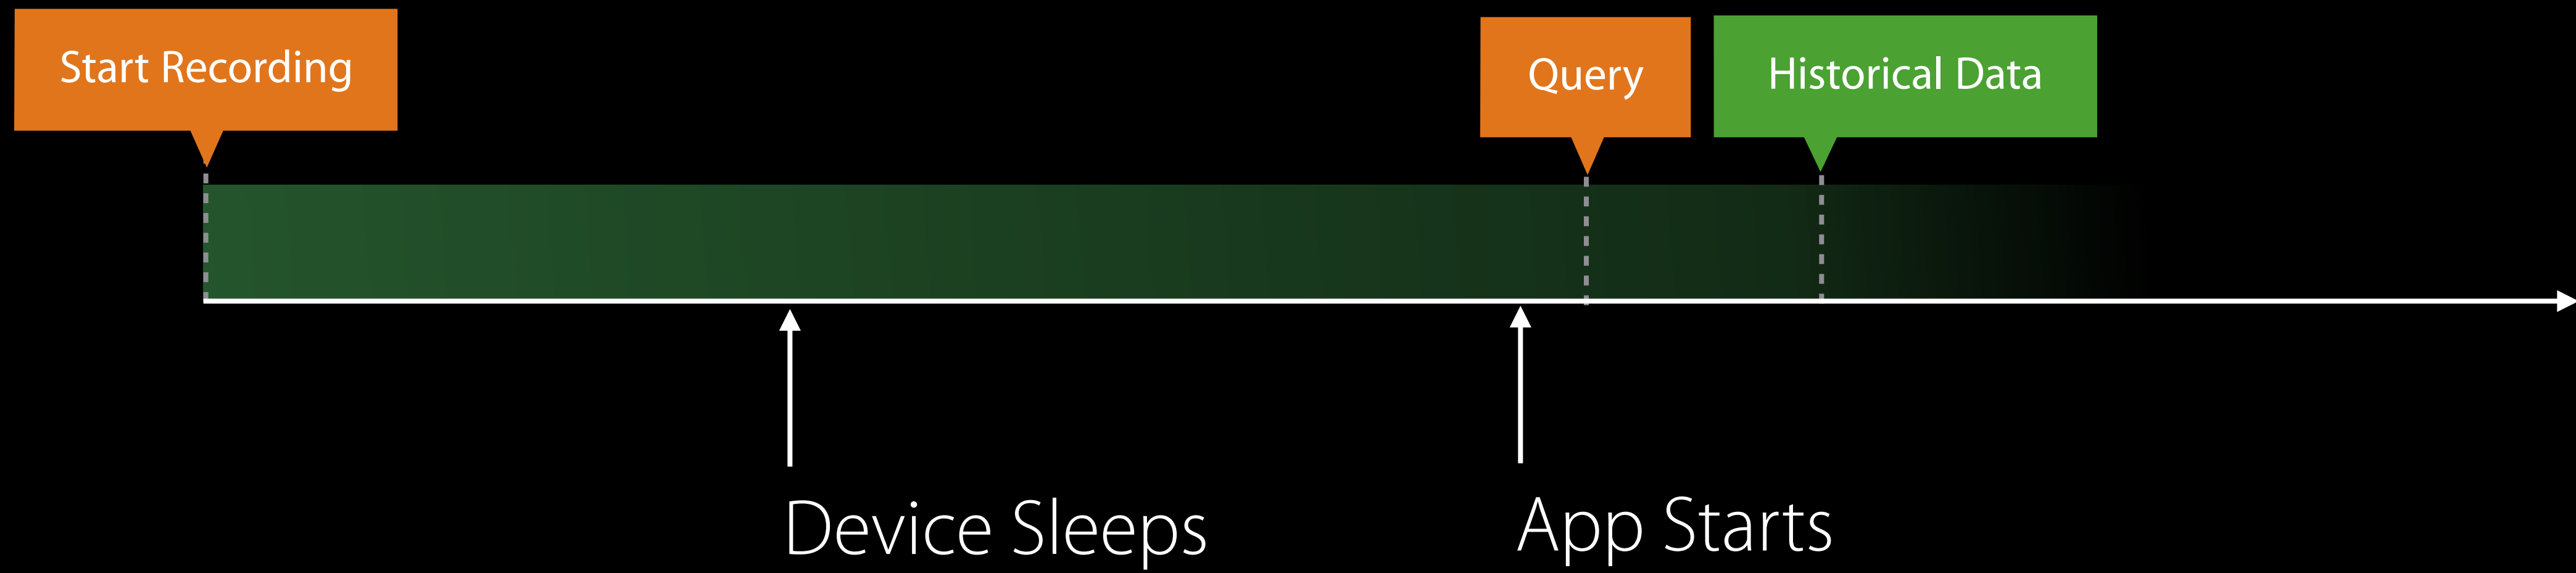 Start Recording
Query
Historical Data
Device Sleeps
App Starts